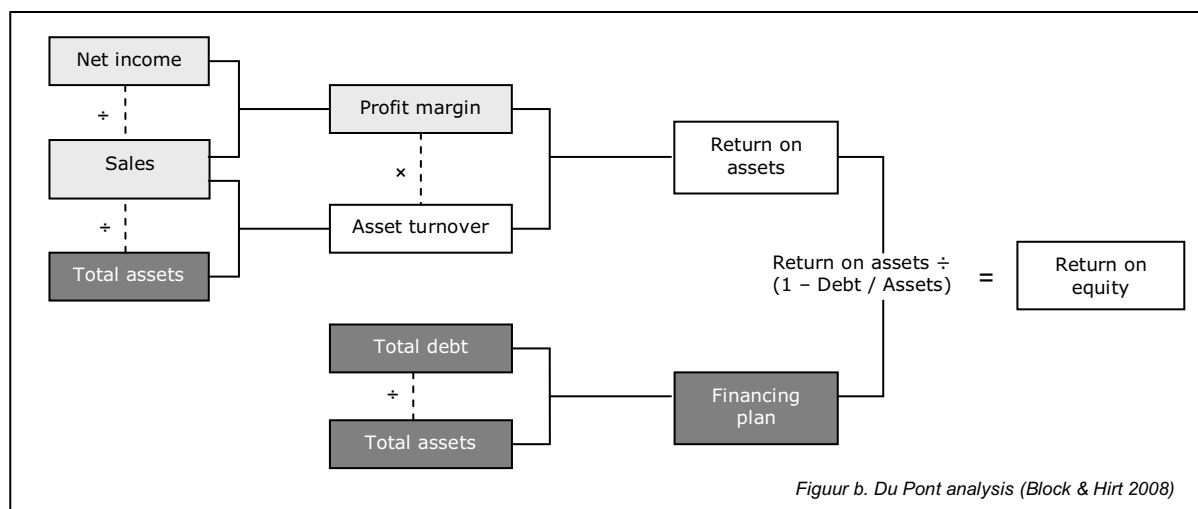 Net income
÷
Sales
÷
Total assets
Profit margin
×
Asset turnover
Return on
assets
Total debt
÷
Total assets
Financing
plan
Return on assets ÷
(1 – Debt / Assets)
=
Return on
equity
Figuur b. Du Pont analysis (Block & Hirt 2008)